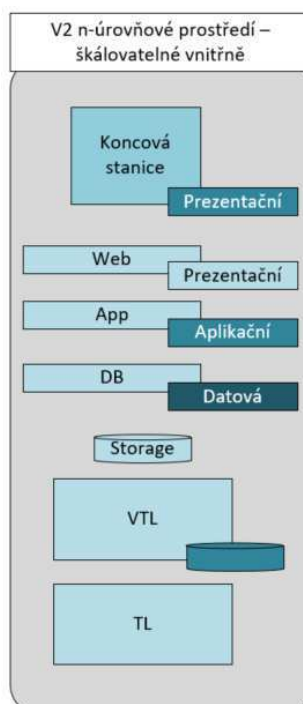 V2 n-úrovňové prostředí –
škálovatelné vnitřně
Koncová
stanice
Prezentační
Web
Prezentační
App
Aplikační
DB
Datová
Storage
VTL
TL